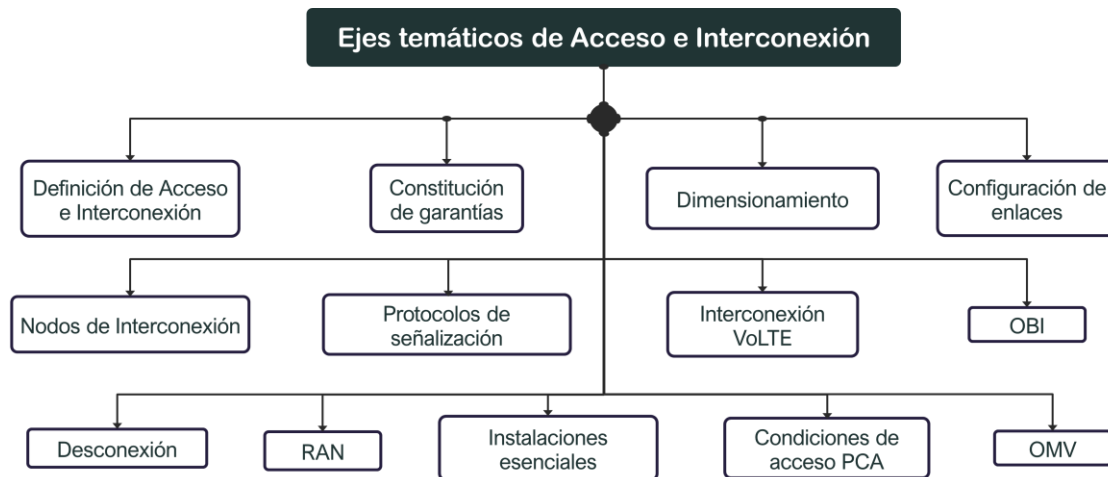 Ejes temáticos de Acceso e Interconexión
Definición de Acceso
e Interconexión
Constitución
de garantías
Dimensionamiento
Configuración de
enlaces
Nodos de Interconexión
Protocolos de
señalización
Interconexión
VoLTE
OBI
Desconexión
RAN
Instalaciones
esenciales
Condiciones de
acceso PCA
OMV